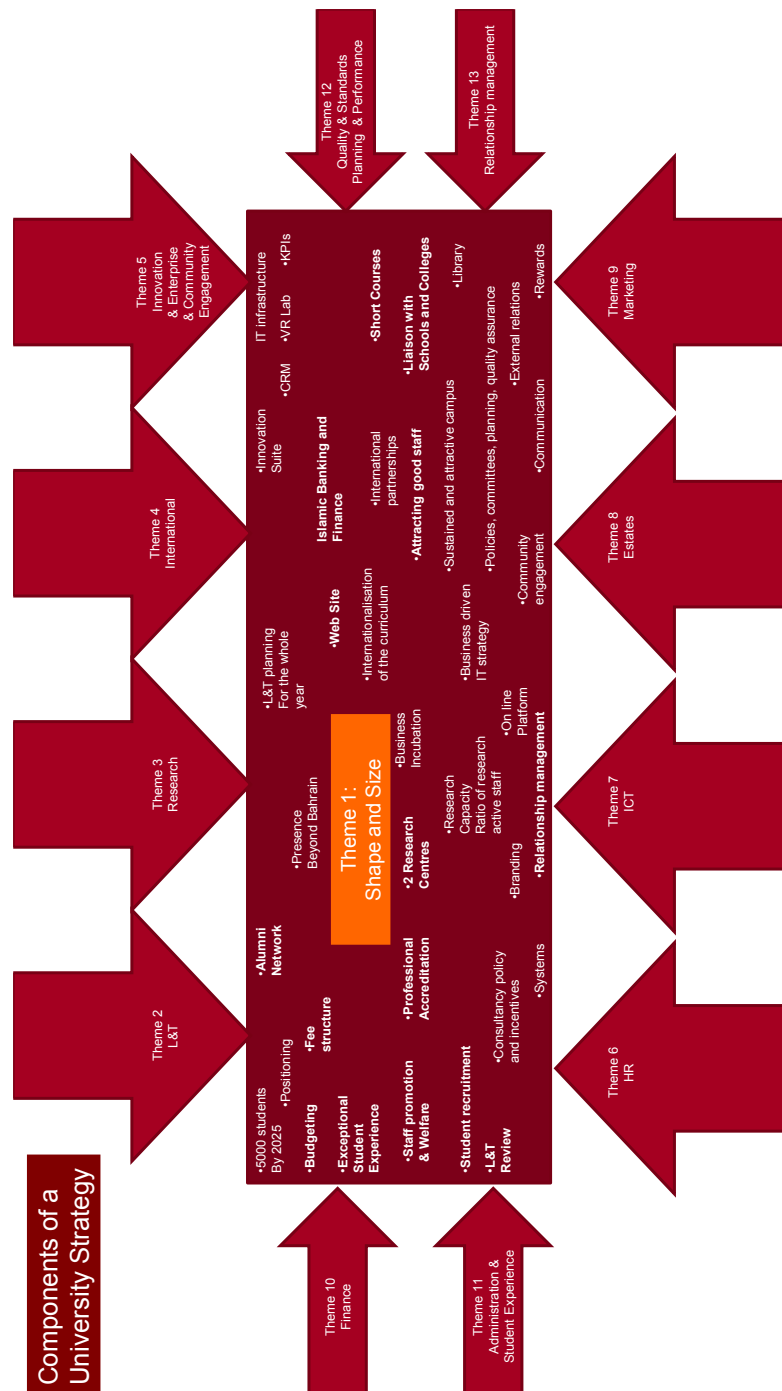 Components of a
University Strategy
Theme 2
L&T
Theme 3
Research
Theme 4
International
Theme 5
Innovation
& Enterprise
& Community
Engagement
Theme 10
Finance
Theme 11
Administration &
Student Experience
•5000 students
By 2025
•Positioning
•Alumni
Network
•L&T planning
For the whole
year
•Innovation
Suite
IT infrastructure
•CRM
•VR Lab
•KPIs
•Budgeting
•Fee
structure
•Presence
Beyond Bahrain
Islamic Banking and
Finance
•Exceptional
Student
Experience
Theme 1:
Shape and Size
•Web Site
•Internationalisation
of the curriculum
•International
partnerships
•Short Courses
•Staff promotion
& Welfare
•Professional
Accreditation
•2 Research
Centres
•Business
Incubation
•Attracting good staff
•Liaison with
Schools and Colleges
•Student recruitment
•Research
Capacity
Ratio of research
active staff
•Business driven
IT strategy
•Sustained and attractive campus
•Library
•L&T
Review
•Consultancy policy
and incentives
•Branding
•On line
Platform
•Policies, committees, planning, quality assurance
•External relations
•Systems
•Relationship management
•Community
engagement
•Communication
•Rewards
Theme 12
Quality & Standards
Planning & Performance
Theme 13
Relationship management
Theme 6
HR
Theme 7
ICT
Theme 8
Estates
Theme 9
Marketing